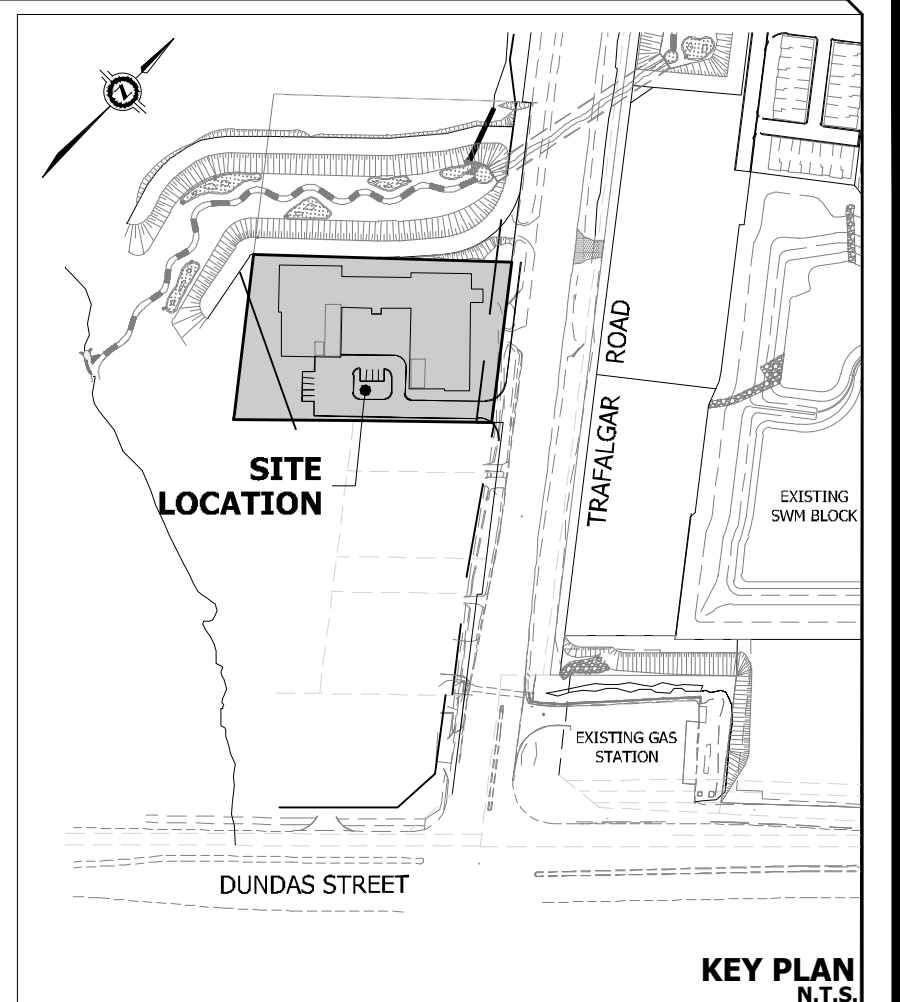 N
ROAD
TRAFALGAR
SITE
LOCATION
EXISTING
SWM BLOCK
EXISTING GAS
STATION
DUNDAS STREET
KEY PLAN
N.T.S.